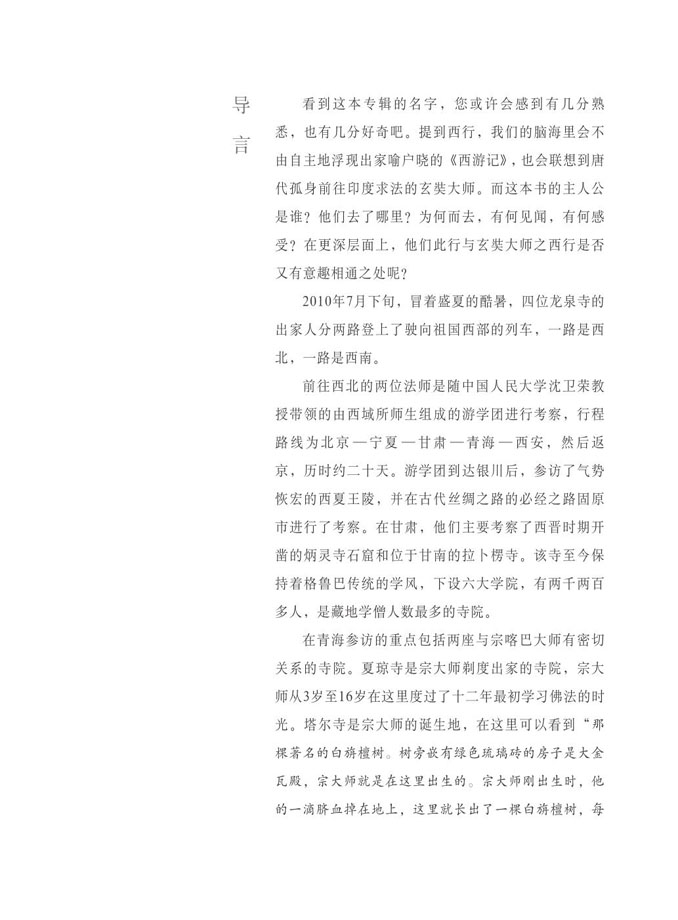 导言
看到这本专辑的名字，您或许会感到有几分熟
悉，也有几分好奇吧。提到西行，我们的脑海里会不
由自主地浮现出家喻户晓的《西游记》，也会联想到唐
代孤身前往印度求法的玄奘大师。而这本书的主人公
是谁？他们去了哪里？为何而去，有何见闻，有何感
受？在更深层面上，他们此行与玄奘大师之西行是否
又有意趣相通之处呢？
2010年7月下旬，冒着盛夏的酷暑，四位龙泉寺的
出家人分两路登上了驶向祖国西部的列车，一路是西
北，一路是西南。
前往西北的两位法师是随中国人民大学沈卫荣教
授带领的由西域所师生组成的游学团进行考察，行程
路线为北京—宁夏—甘肃—青海—西安，然后返
京，历时约二十天。游学团到达银川后，参访了气势
恢宏的西夏王陵，并在古代丝绸之路的必经之路固原
市进行了考察。在甘肃，他们主要考察了西晋时期开
凿的炳灵寺石窟和位于甘南的拉卜楞寺。该寺至今保
持着格鲁巴传统的学风，下设六大学院，有两千两百
多人，是藏地学僧人数最多的寺院。
在青海参访的重点包括两座与宗喀巴大师有密切
关系的寺院。夏琼寺是宗大师剃度出家的寺院，宗大
师从3岁至16岁在这里度过了十二年最初学习佛法的时
光。塔尔寺是宗大师的诞生地，在这里可以看到“那
棵著名的白旃檀树。树旁嵌有绿色琉璃砖的房子是大金
瓦殿，宗大师就是在这里出生的。宗大师刚出生时，他
的一滴脐血掉在地上，这里就长出了一棵白旃檀树，每